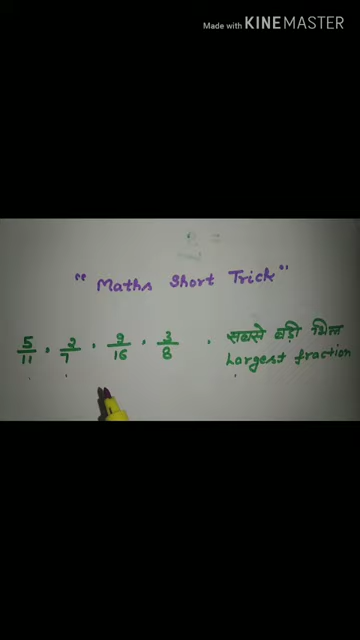 Made with KINEMASTER
"Maths Short Trick"
5/11, 2/7, 9/16, 3/8 . सबसे बड़ी भिन्न
Largest fraction